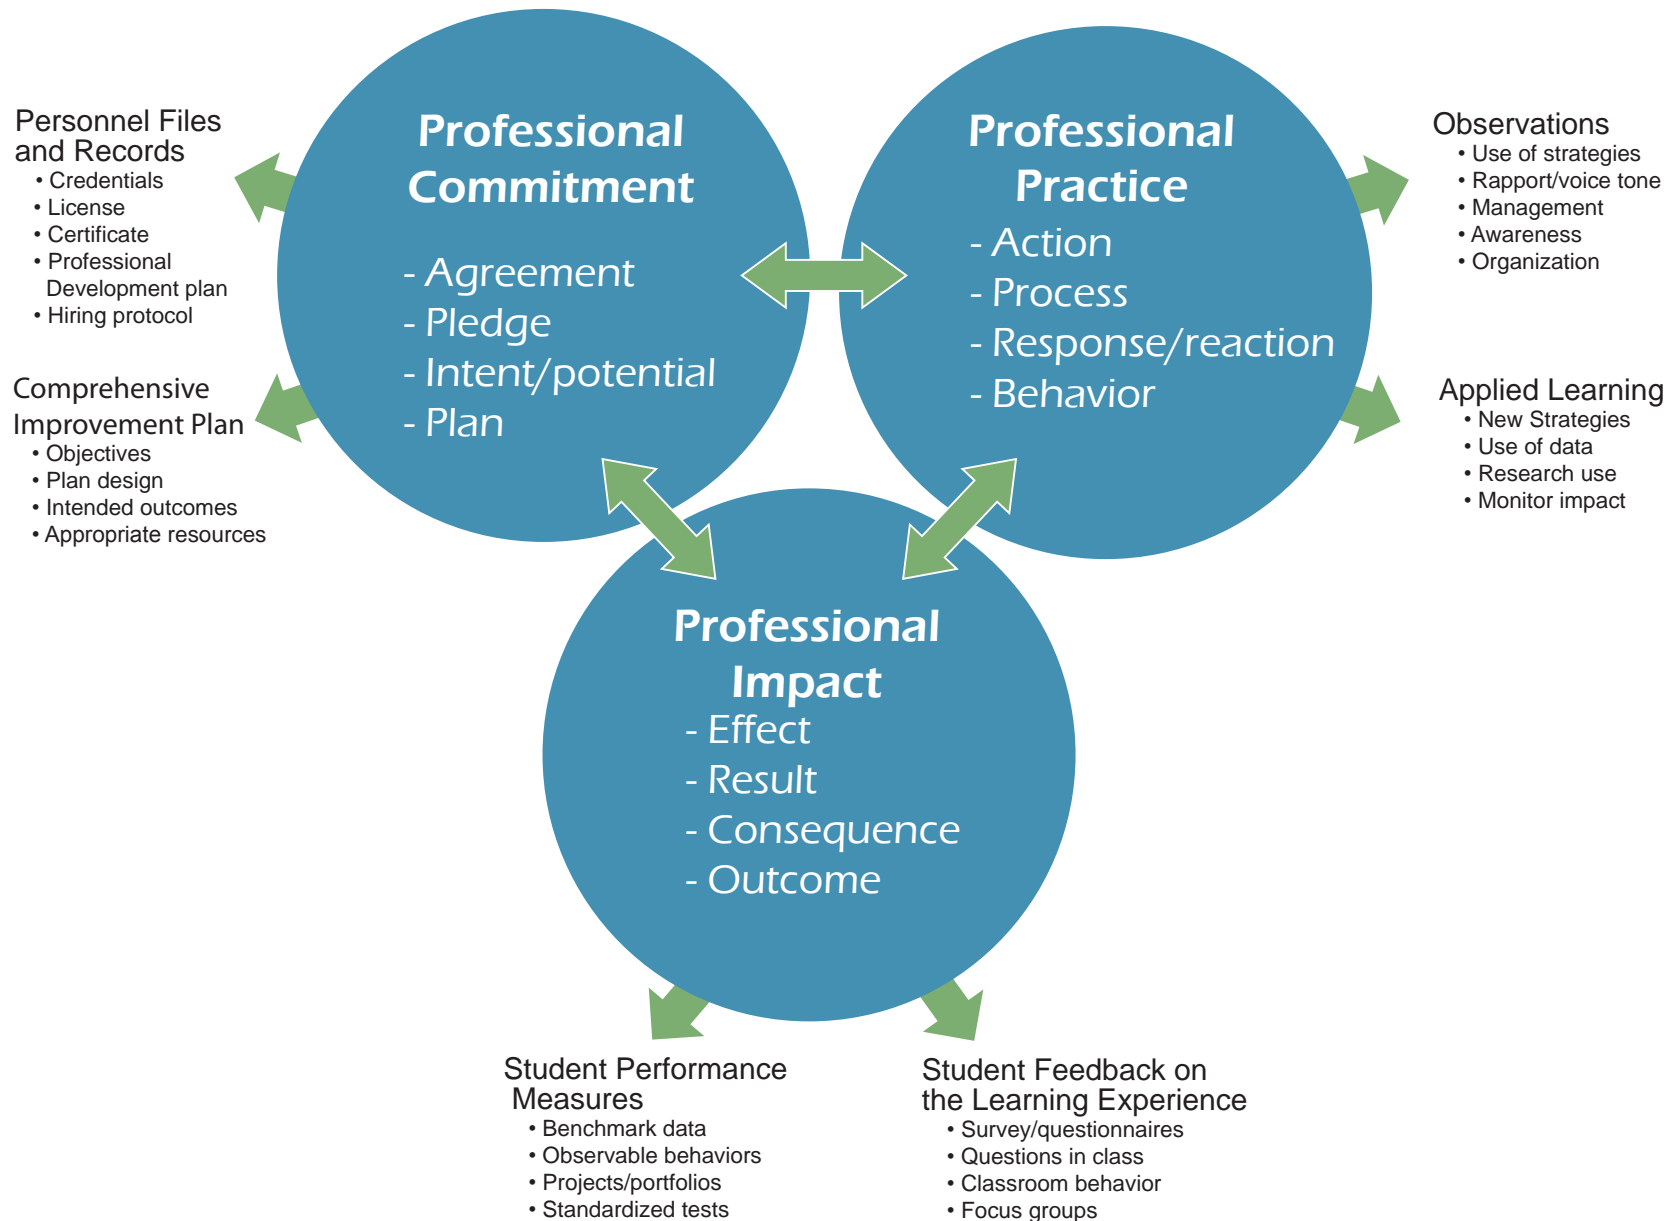 Professional
Commitment
- Agreement
- Pledge
- Intent/potential
- Plan
Professional
Practice
- Action
- Process
- Response/reaction
- Behavior
Professional
Impact
- Effect
- Result
- Consequence
- Outcome
Personnel Files
and Records
• Credentials
• License
• Certificate
• Professional
Development plan
• Hiring protocol
Comprehensive
Improvement Plan
• Objectives
• Plan design
• Intended outcomes
• Appropriate resources
Observations
• Use of strategies
• Rapport/voice tone
• Management
• Awareness
• Organization
Applied Learning
• New Strategies
• Use of data
• Research use
• Monitor impact
Student Performance
Measures
• Benchmark data
• Observable behaviors
• Projects/portfolios
• Standardized tests
Student Feedback on
the Learning Experience
• Survey/questionnaires
• Questions in class
• Classroom behavior
• Focus groups